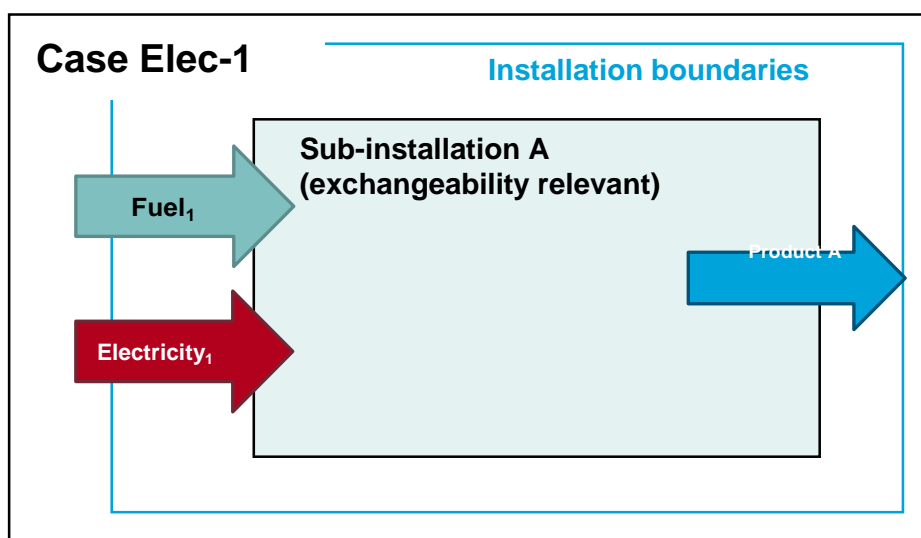 Case Elec-1
Installation boundaries
Sub-installation A
(exchangeability relevant)
Fuel₁
Product A
Electricity₁